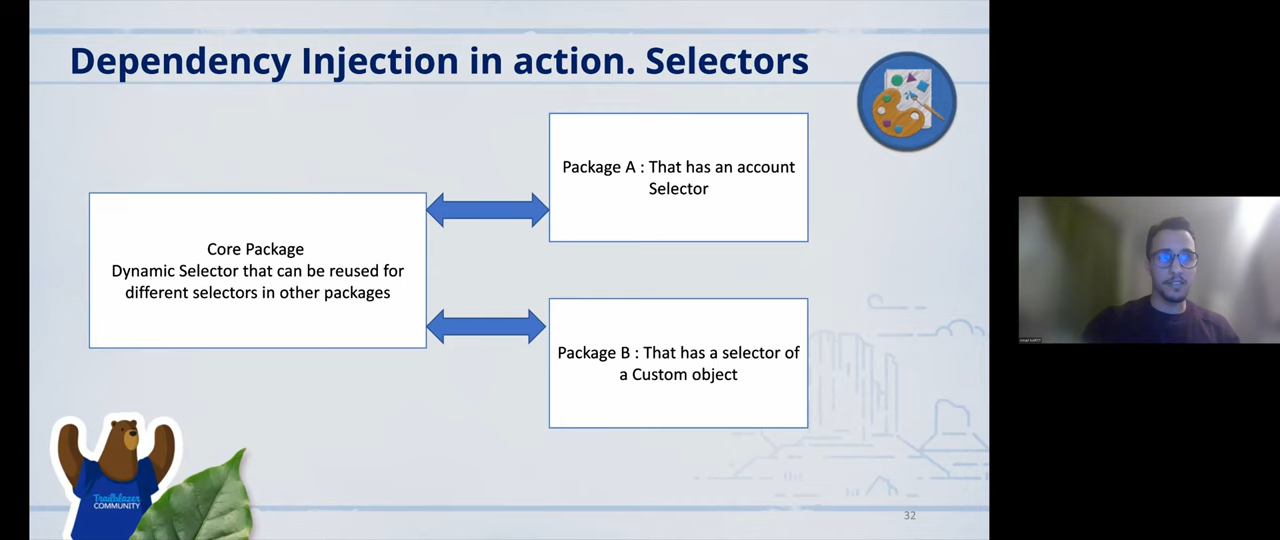 Dependency Injection in action. Selectors
Package A : That has an account
Selector
Core Package
Dynamic Selector that can be reused for
different selectors in other packages
Package B : That has a selector of
a Custom object
Trailblazer
COMMUNITY
32